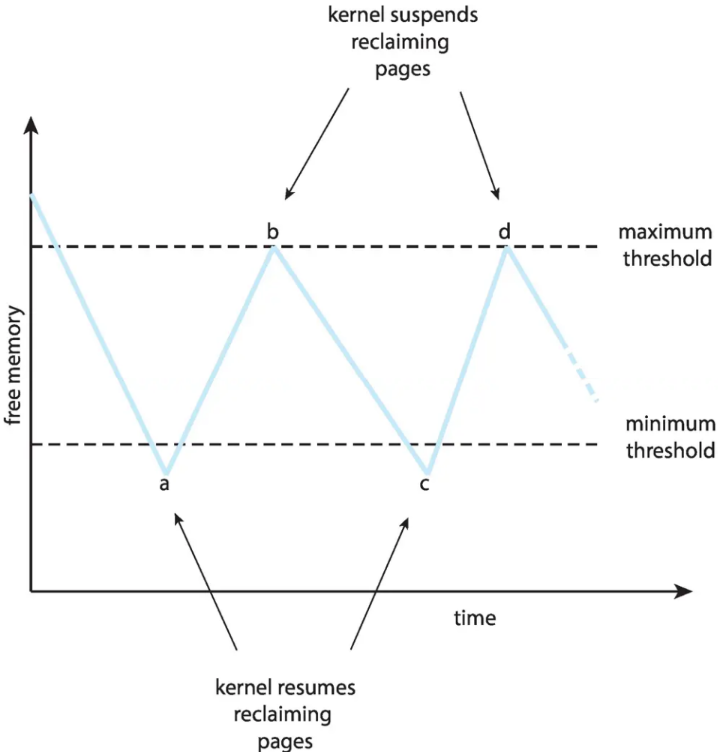 kernel suspends
reclaiming
pages
b
d
maximum
threshold
free memory
minimum
threshold
a
c
time
kernel resumes
reclaiming
pages